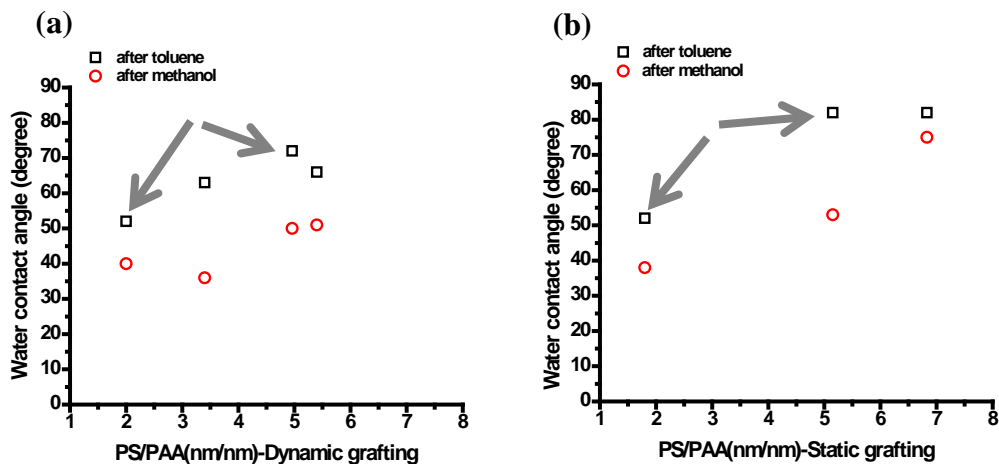 (a)
after toluene
after methanol
Water contact angle (degree)
90
80
70
60
50
40
30
20
10
0
1 2 3 4 5 6 7 8
PS/PAA(nm/nm)-Dynamic grafting
(b)
after toluene
after methanol
Water contact angle (degree)
90
80
70
60
50
40
30
20
10
0
1 2 3 4 5 6 7 8
PS/PAA(nm/nm)-Static grafting